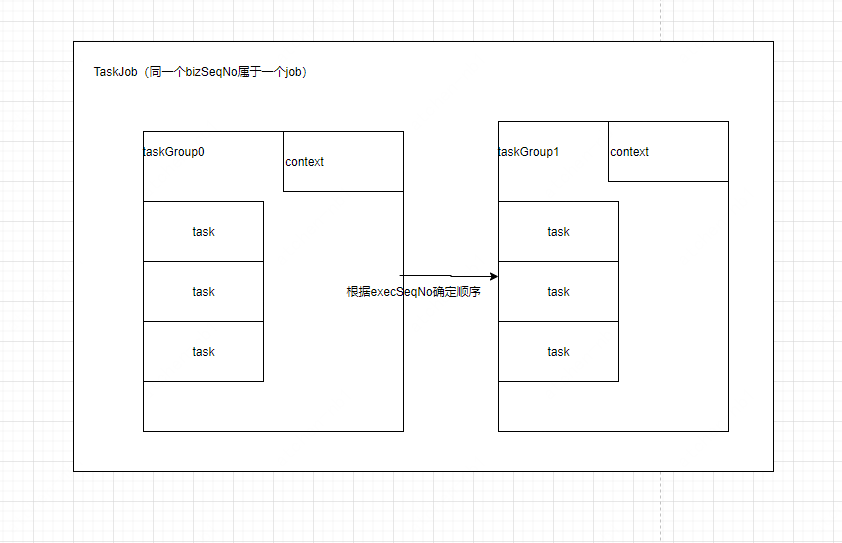 TaskJob（同一个bizSeqNo属于一个job）
taskGroup0
context
task
task
task
根据execSeqNo确定顺序
taskGroup1
context
task
task
task